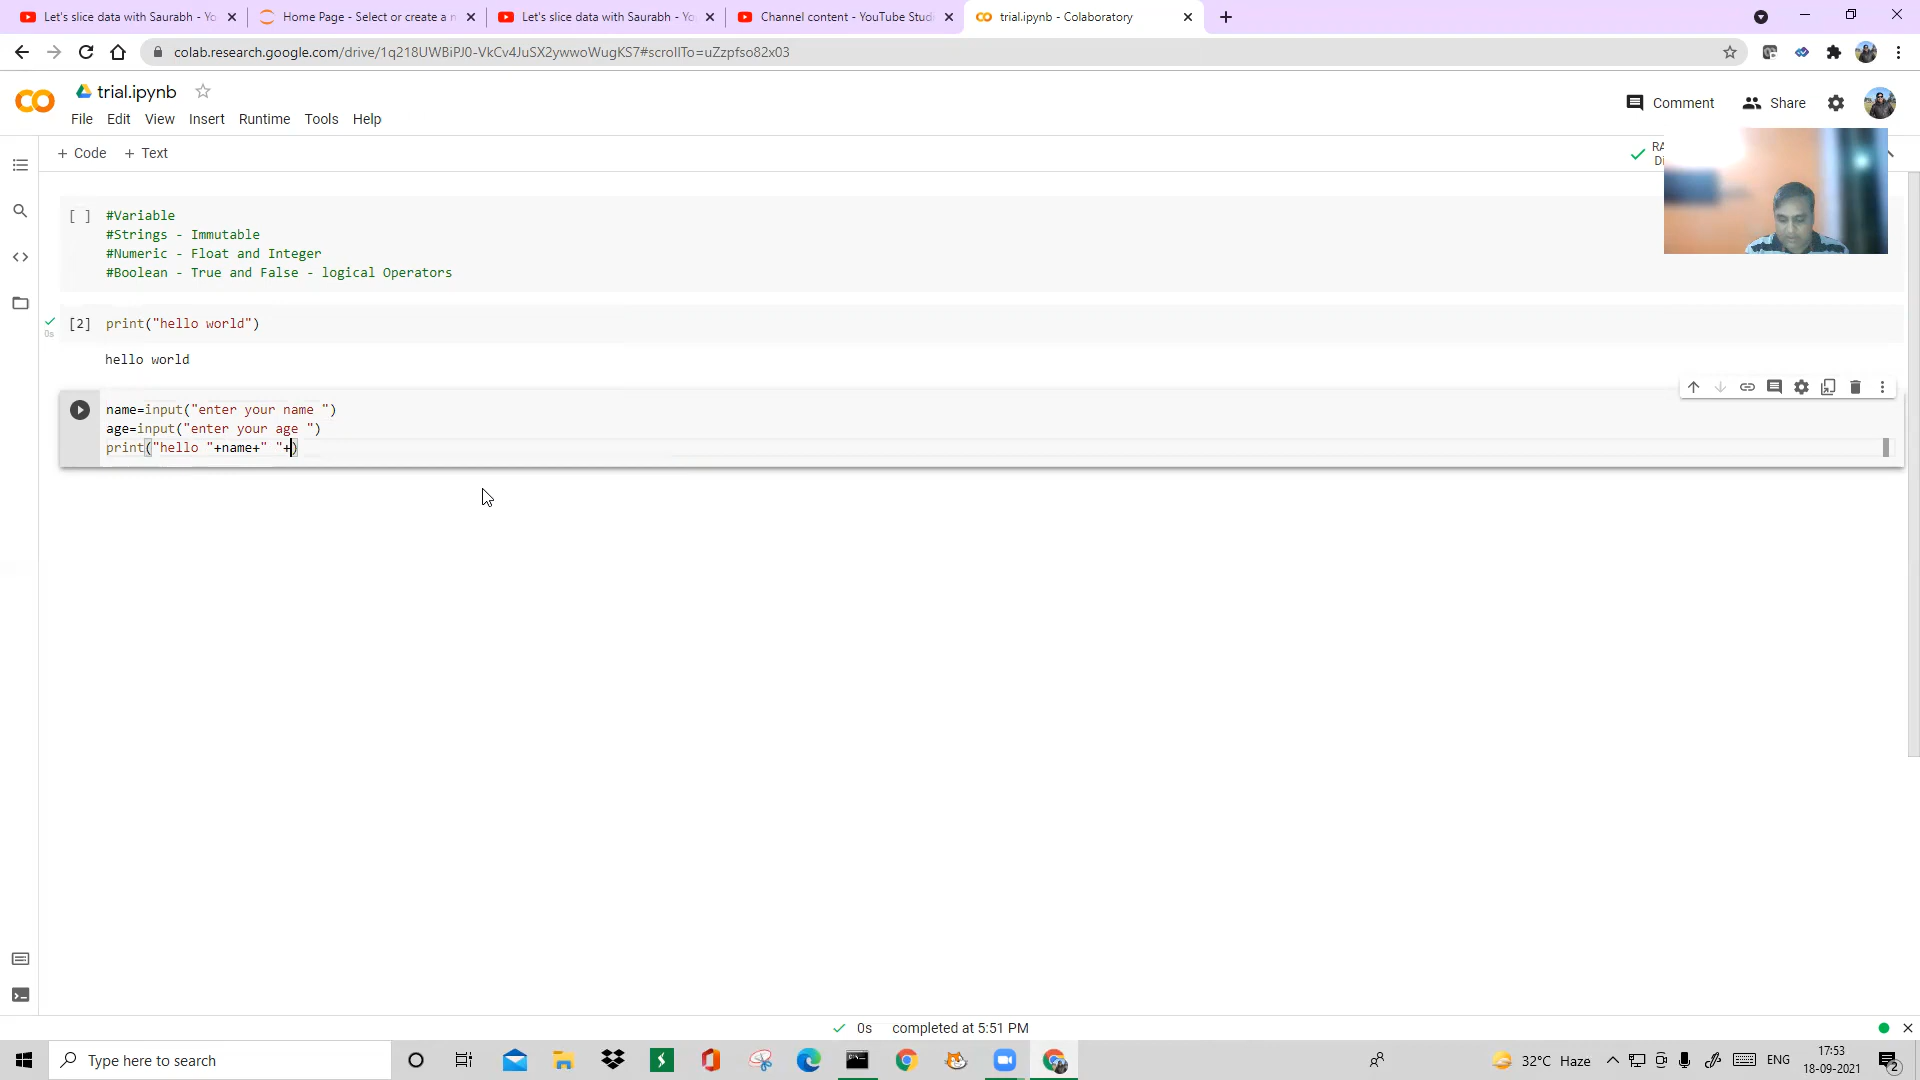 Let's slice data with Saurabh - Yo
Home Page - Select or create a n
Let's slice data with Saurabh - Yo
Channel content - YouTube Studi
trial.ipynb - Colaboratory
colab.research.google.com/drive/1q218UWBiPJ0-VkCv4JuSX2ywwoWugKS7#scrollTo=uZzpfso82x03
trial.ipynb
File Edit View Insert Runtime Tools Help
Comment Share
+ Code + Text
RA
Di
[ ] #Variable
#Strings - Immutable
#Numeric - Float and Integer
#Boolean - True and False - logical Operators
[2] print("hello world")
0s
hello world
name=input("enter your name ")
age=input("enter your age ")
print("hello "+name+" "+)
0s completed at 5:51 PM
Type here to search
32°C Haze
ENG
17:53
18-09-2021
2